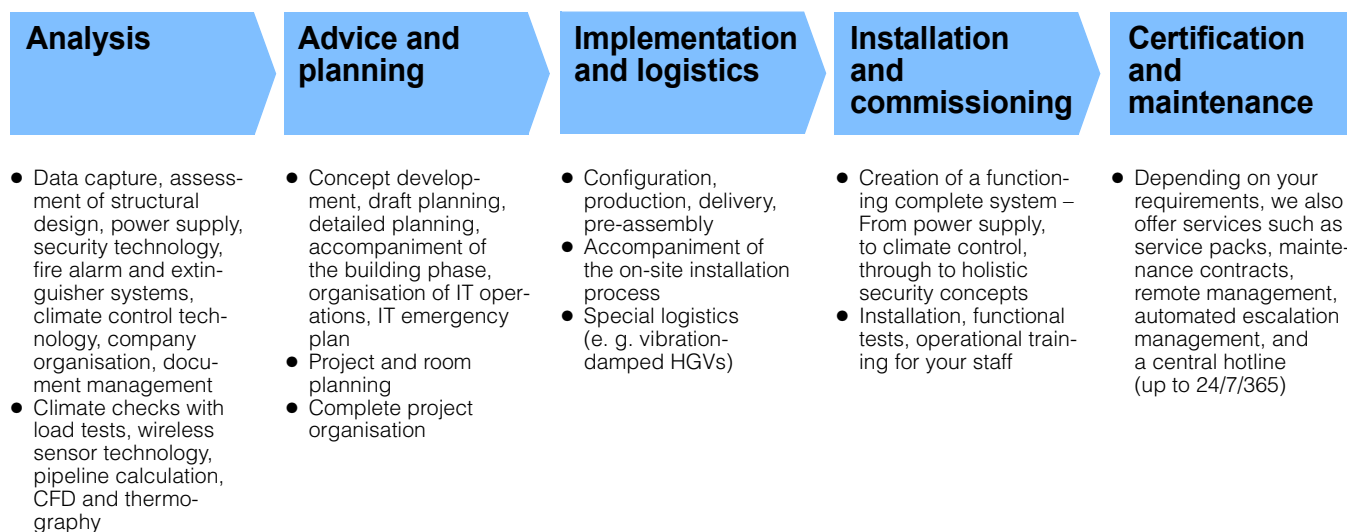 Analysis
Advice and
planning
Implementation
and logistics
Installation
and
commissioning
Certification
and
maintenance
● Data capture, assess-
ment of structural
design, power supply,
security technology,
fire alarm and extin-
guisher systems,
climate control tech-
nology, company
organisation, docu-
ment management
● Climate checks with
load tests, wireless
sensor technology,
pipeline calculation,
CFD and thermo-
graphy
● Concept develop-
ment, draft planning,
detailed planning,
accompaniment of
the building phase,
organisation of IT oper-
ations, IT emergency
plan
● Project and room
planning
● Complete project
organisation
● Configuration,
production, delivery,
pre-assembly
● Accompaniment of
the on-site installation
process
● Special logistics
(e. g. vibration-
damped HGVs)
● Creation of a function-
ing complete system –
From power supply,
to climate control,
through to holistic
security concepts
● Installation, functional
tests, operational train-
ing for your staff
● Depending on your
requirements, we also
offer services such as
service packs, mainte-
nance contracts,
remote management,
automated escalation
management, and
a central hotline
(up to 24/7/365)